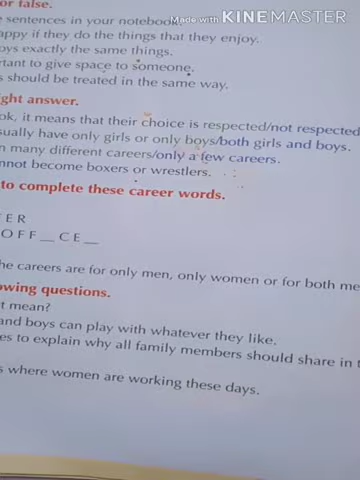 or false.
Made with KINEMASTER
sentences in your notebook
appy if they do the things that they enjoy.
oys exactly the same things.
rtant to give space to someone.
s should be treated in the same way.
ght answer.
ok, it means that their choice is respected/not respected
sually have only girls or only boys/both girls and boys.
n many different careers/only a few careers.
nnot become boxers or wrestlers.
to complete these career words.
E R
O F F __ C E __
he careers are for only men, only women or for both me
owing questions.
t mean?
and boys can play with whatever they like.
es to explain why all family members should share in t
s where women are working these days.